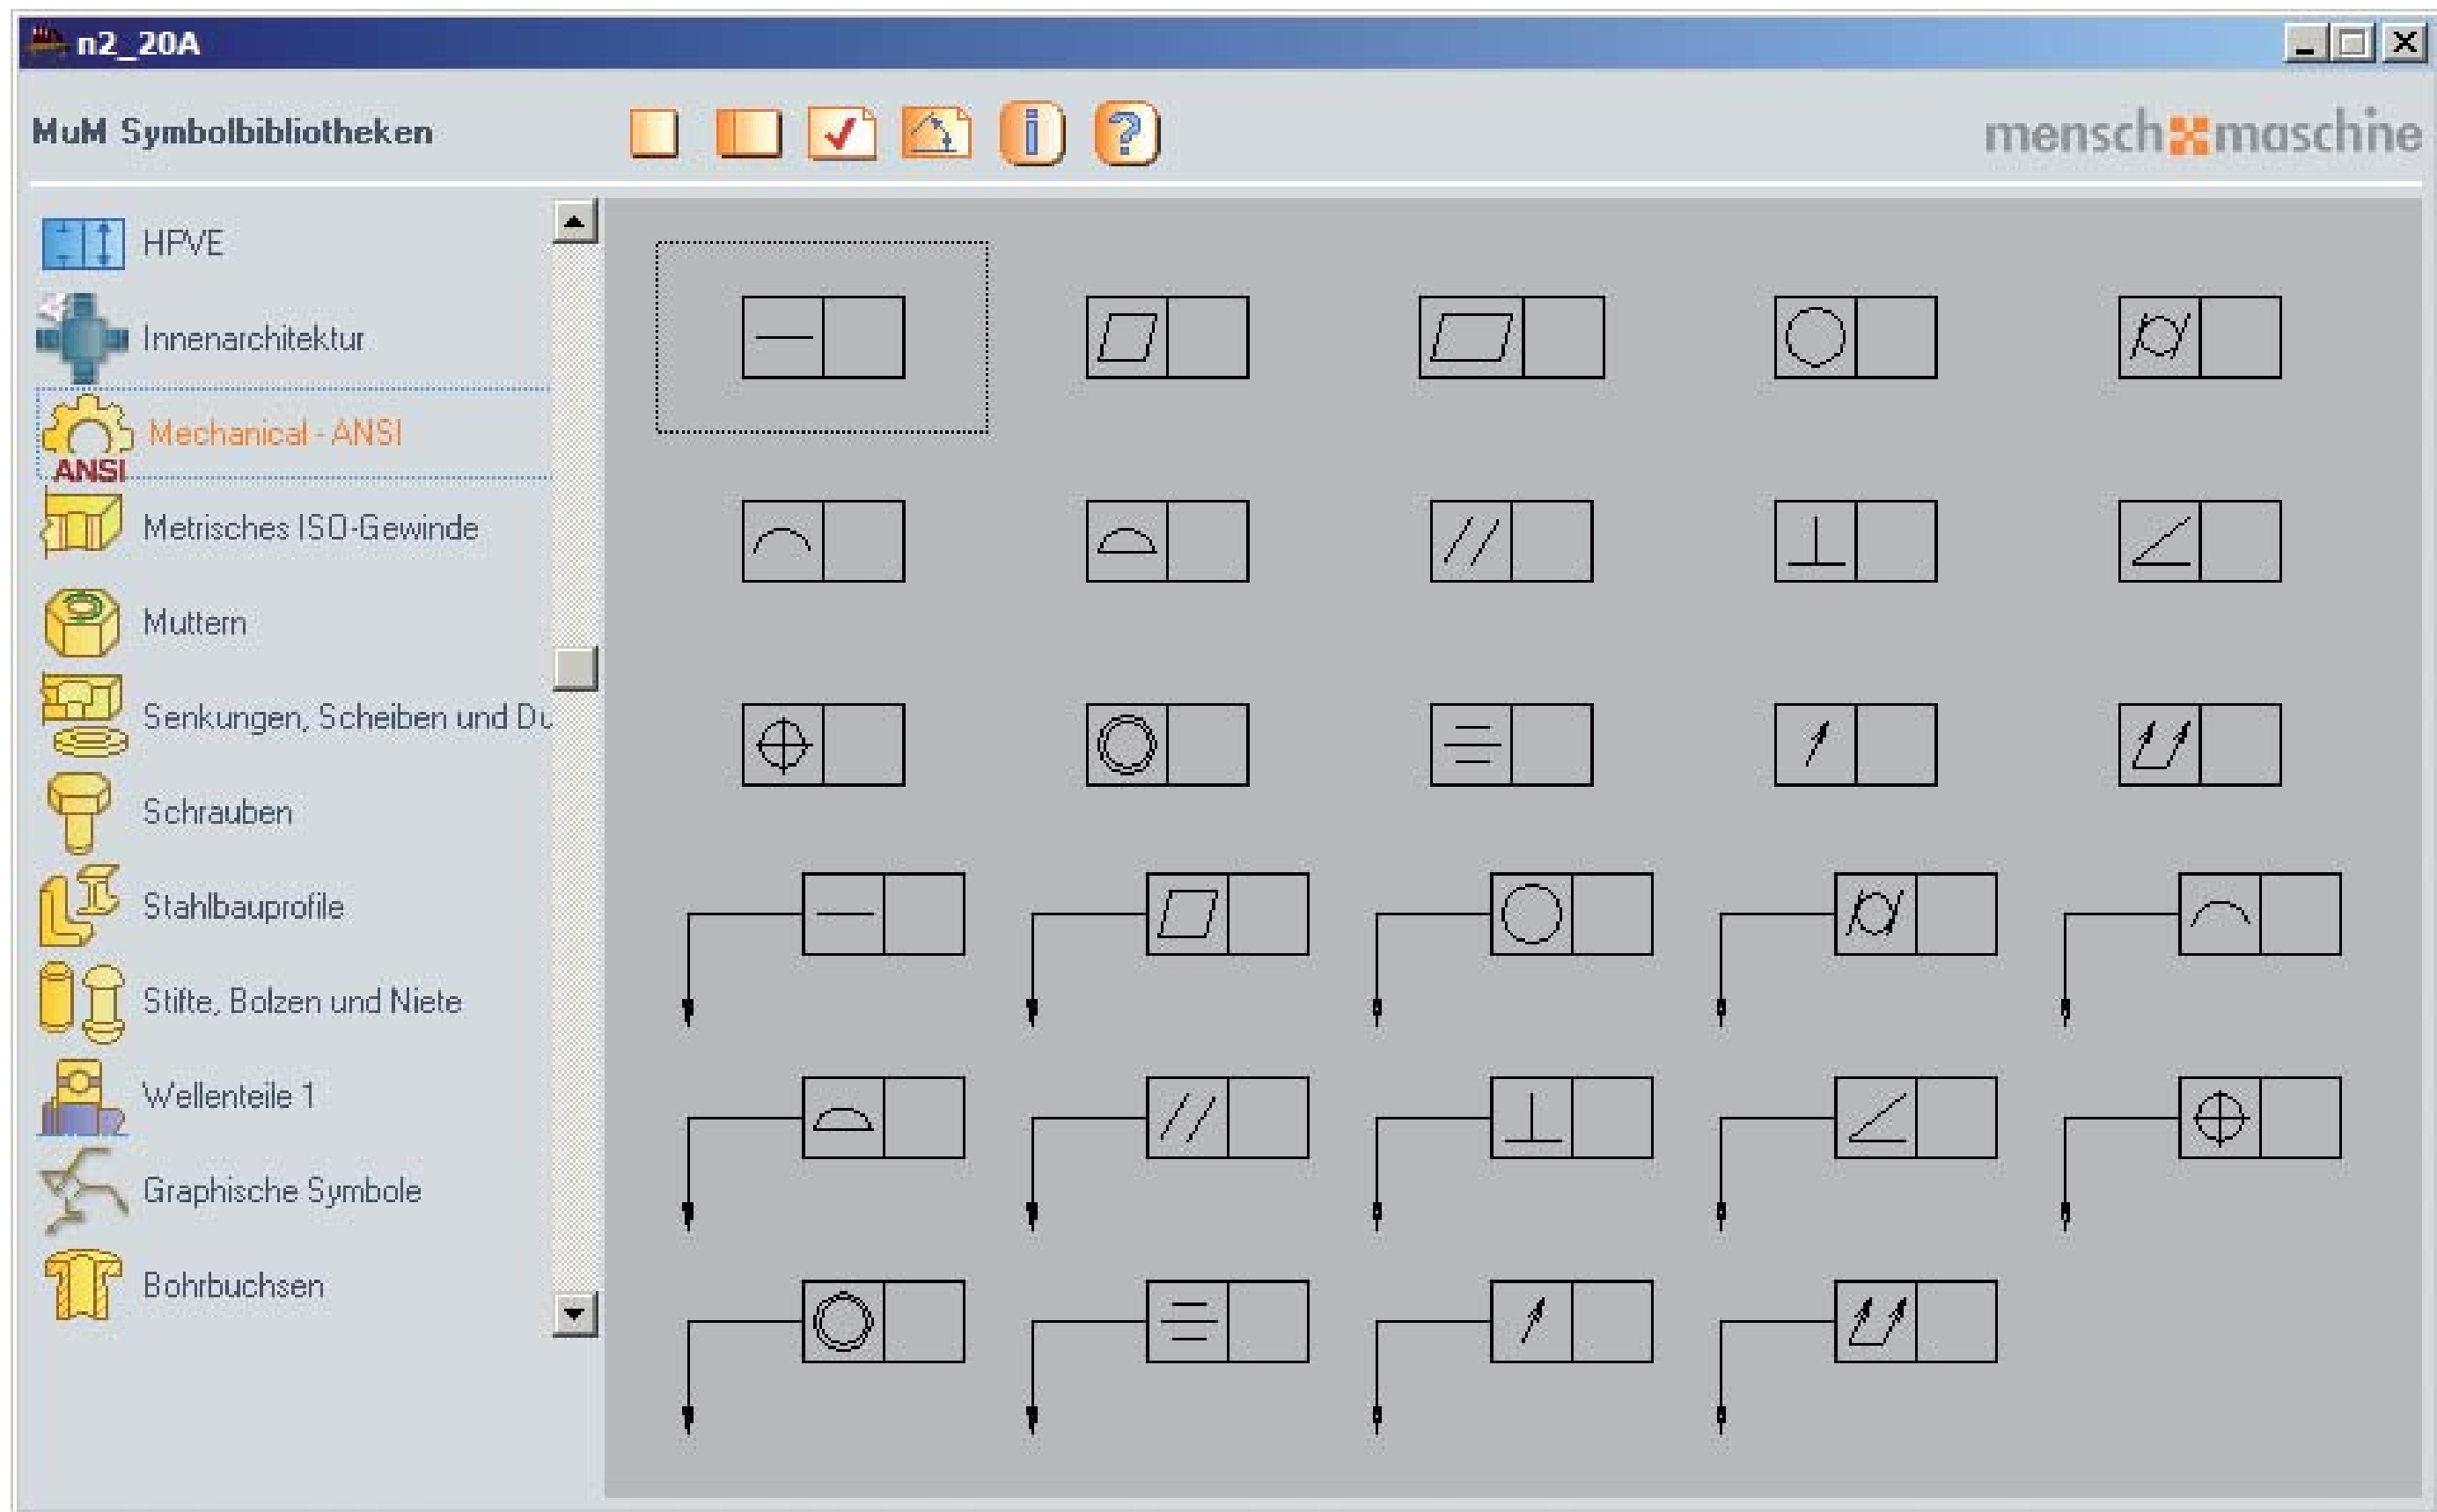 n2_20A
MuM Symbolbibliotheken
mensch maschine
HPVE
Innenarchitektur
Mechanical - ANSI
ANSI
Metrisches ISO-Gewinde
Muttern
Senkungen, Scheiben und Du
Schrauben
Stahlbauprofile
Stifte, Bolzen und Niete
Wellenteile 1
Graphische Symbole
Bohrbuchsen